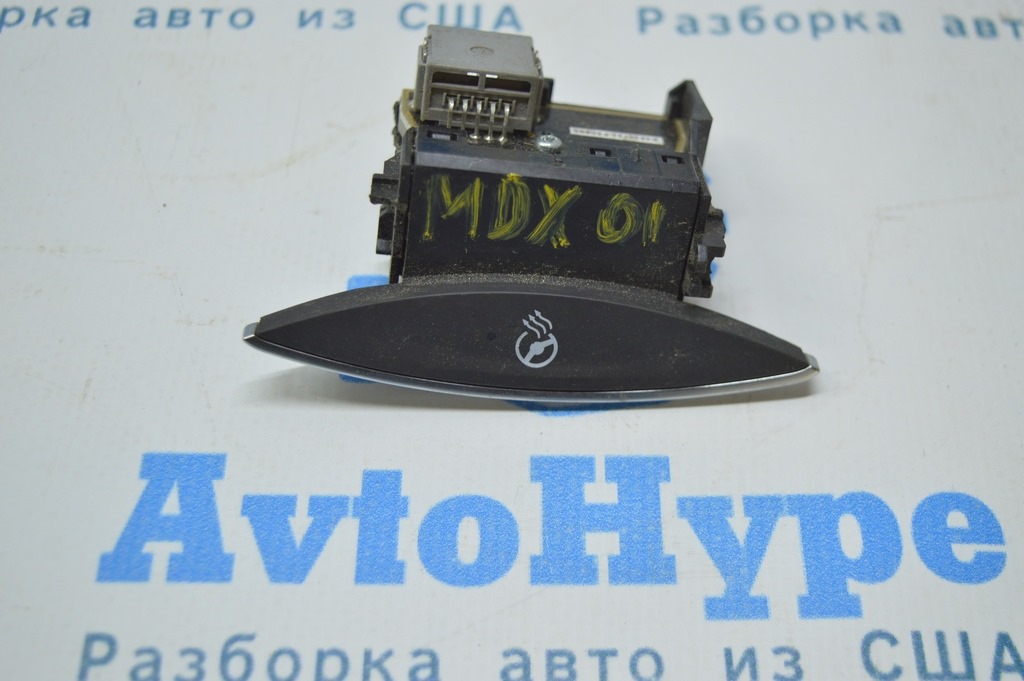 рка авто из США Разборка авт
MDX 01
AvtoHype
Разборка авто из США